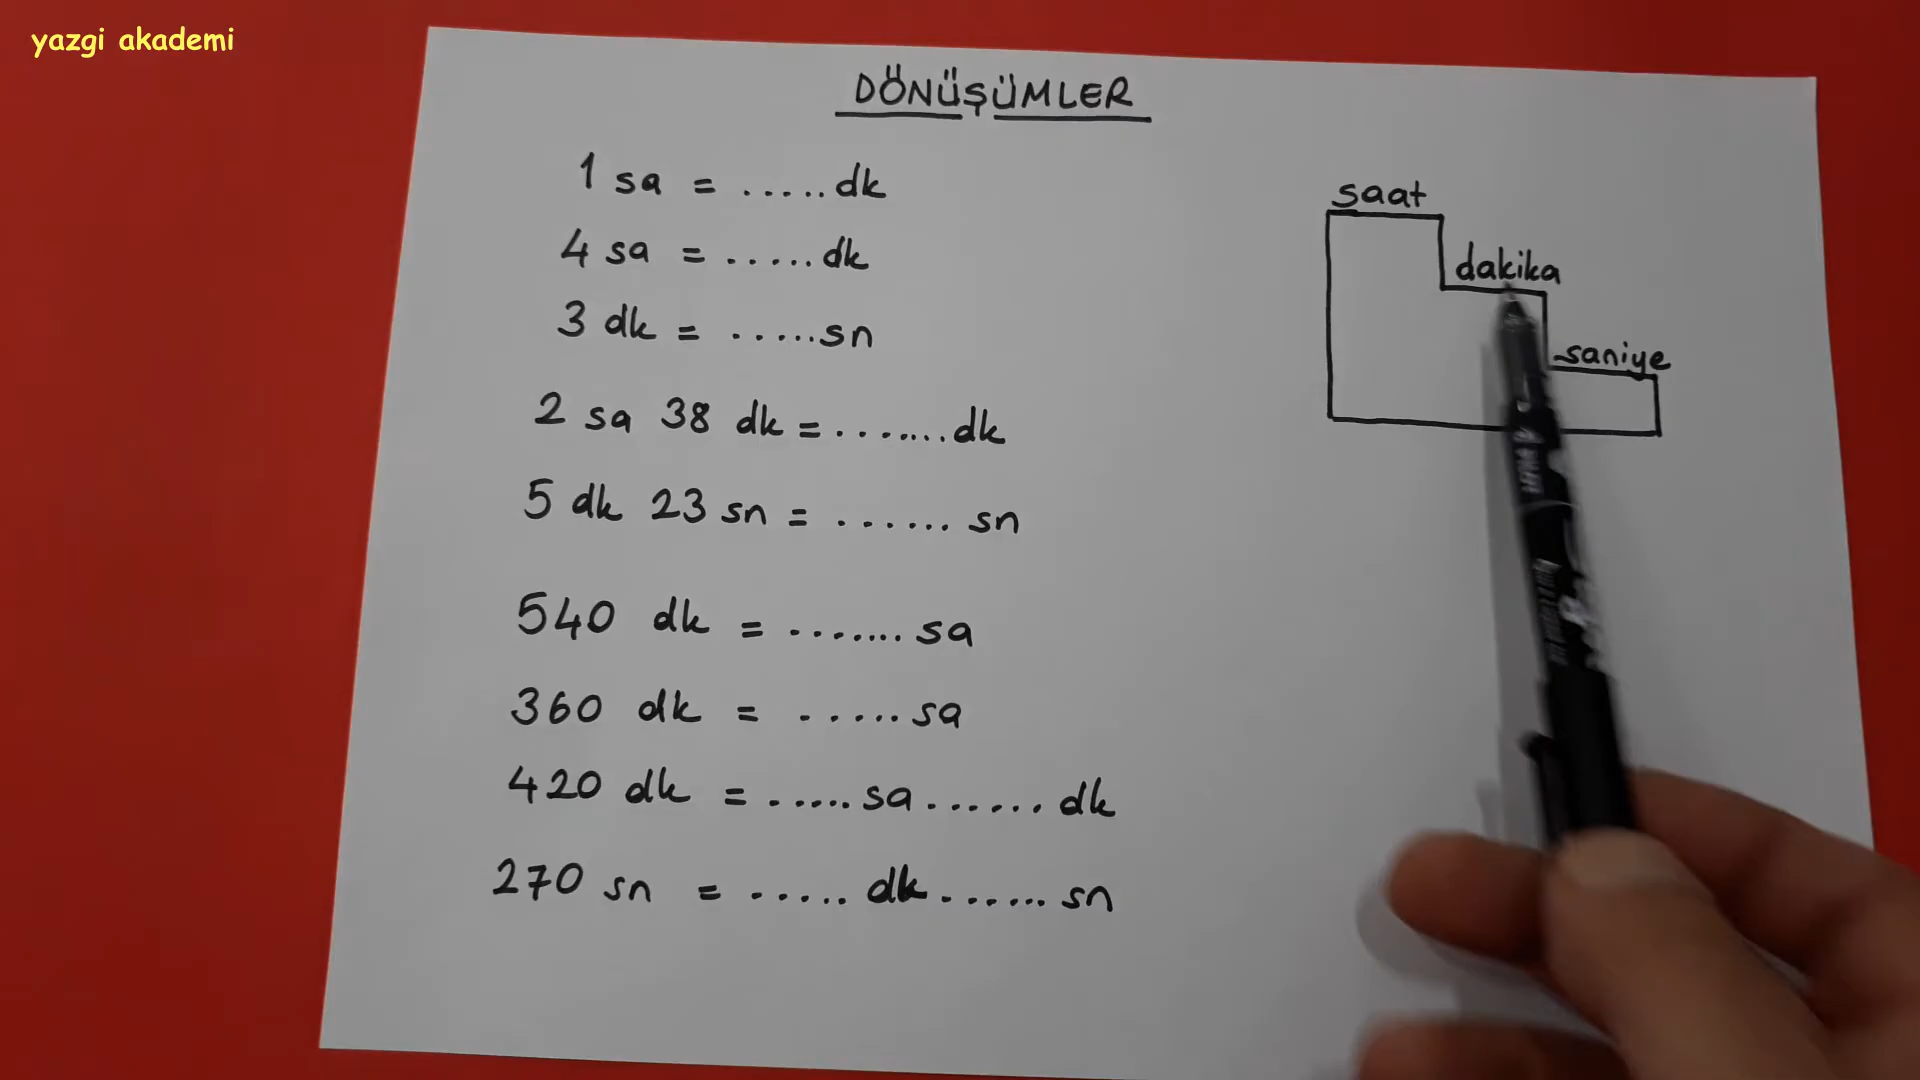 yazgi akademi
DÖNÜŞÜMLER
1 sa = ..... dk
4 sa = ..... dk
3 dk = ..... sn
2 sa 38 dk = ....... dk
5 dk 23 sn = ....... sn
540 dk = ....... sa
360 dk = ..... sa
420 dk = ..... sa ...... dk
270 sn = ..... dk ...... sn
saat
dakika
saniye